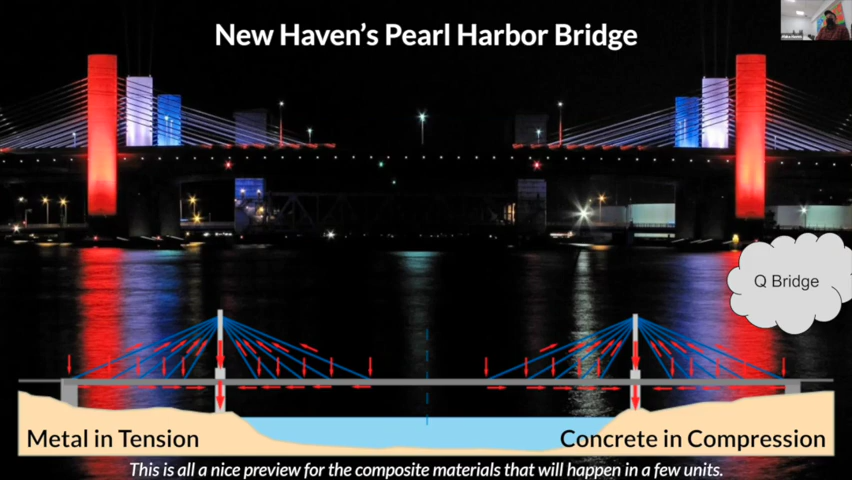 New Haven's Pearl Harbor Bridge
Q Bridge
Metal in Tension
Concrete in Compression
This is all a nice preview for the composite materials that will happen in a few units.